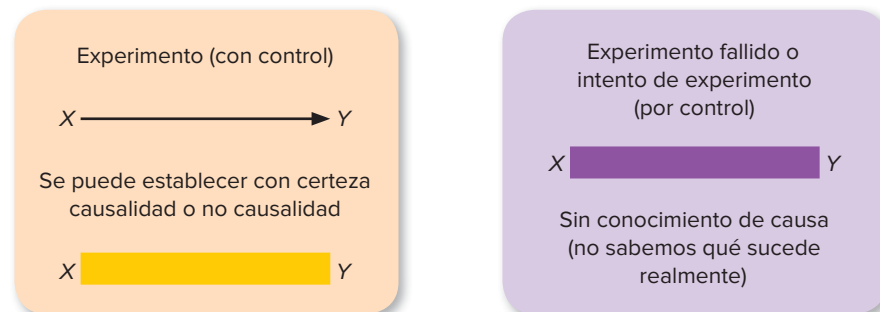 Experimento (con control)
X Y
Se puede establecer con certeza
causalidad o no causalidad
X Y
Experimento fallido o
intento de experimento
(por control)
X Y
Sin conocimiento de causa
(no sabemos qué sucede
realmente)